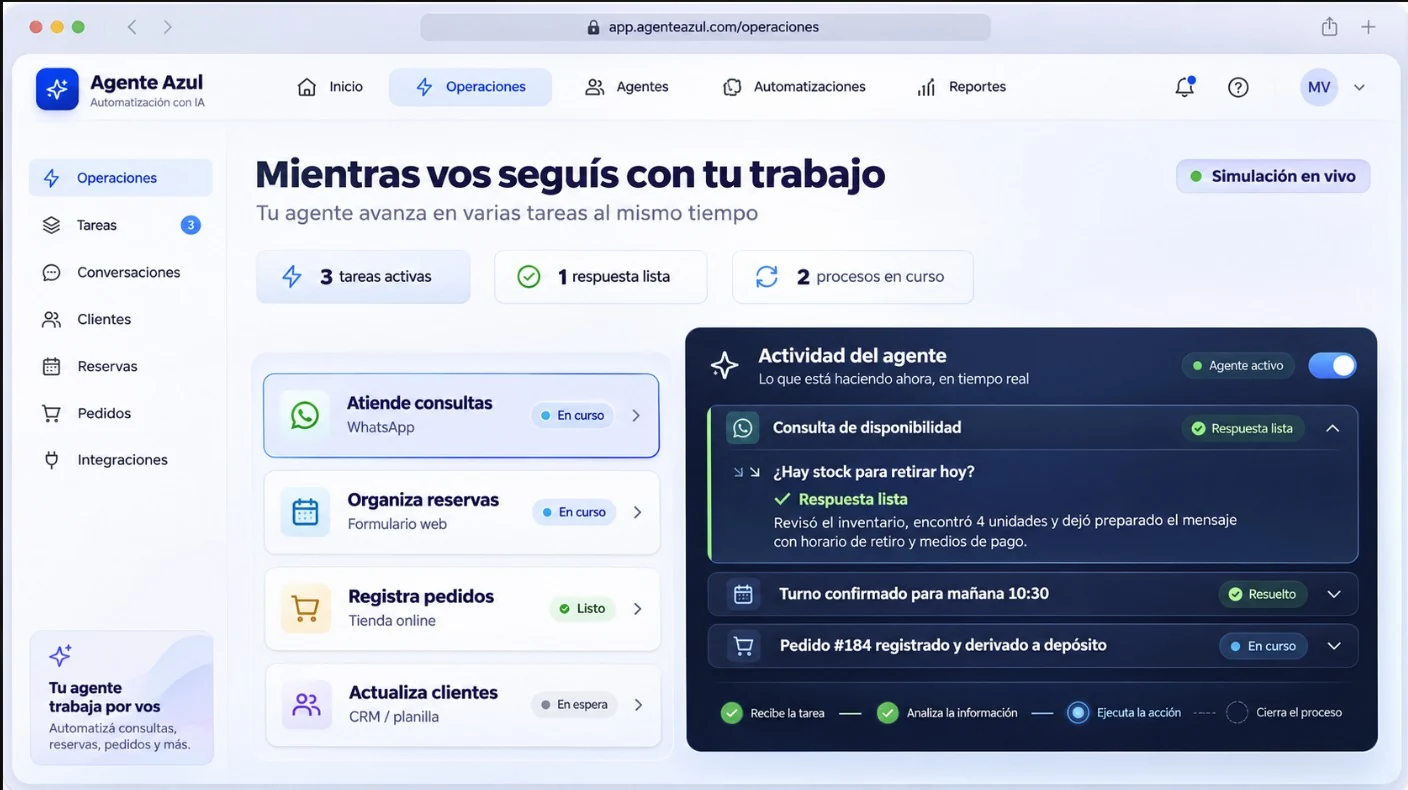 app.agenteazul.com/operaciones
Agente Azul
Automatización con IA
Inicio
Operaciones
Agentes
Automatizaciones
Reportes
?
MV
Operaciones
Tareas
3
Conversaciones
Clientes
Reservas
Pedidos
Integraciones
Tu agente
trabaja por vos
Automatizá consultas,
reservas, pedidos y más.
Mientras vos seguís con tu trabajo
Tu agente avanza en varias tareas al mismo tiempo
Simulación en vivo
3 tareas activas
1 respuesta lista
2 procesos en curso
Atiende consultas
WhatsApp
En curso
Organiza reservas
Formulario web
En curso
Registra pedidos
Tienda online
Listo
Actualiza clientes
CRM / planilla
En espera
Actividad del agente
Lo que está haciendo ahora, en tiempo real
Agente activo
Consulta de disponibilidad
Respuesta lista
¿Hay stock para retirar hoy?
Respuesta lista
Revisó el inventario, encontró 4 unidades y dejó preparado el mensaje
con horario de retiro y medios de pago.
Turno confirmado para mañana 10:30
Resuelto
Pedido #184 registrado y derivado a depósito
En curso
Recibe la tarea
Analiza la información
Ejecuta la acción
Cierra el proceso